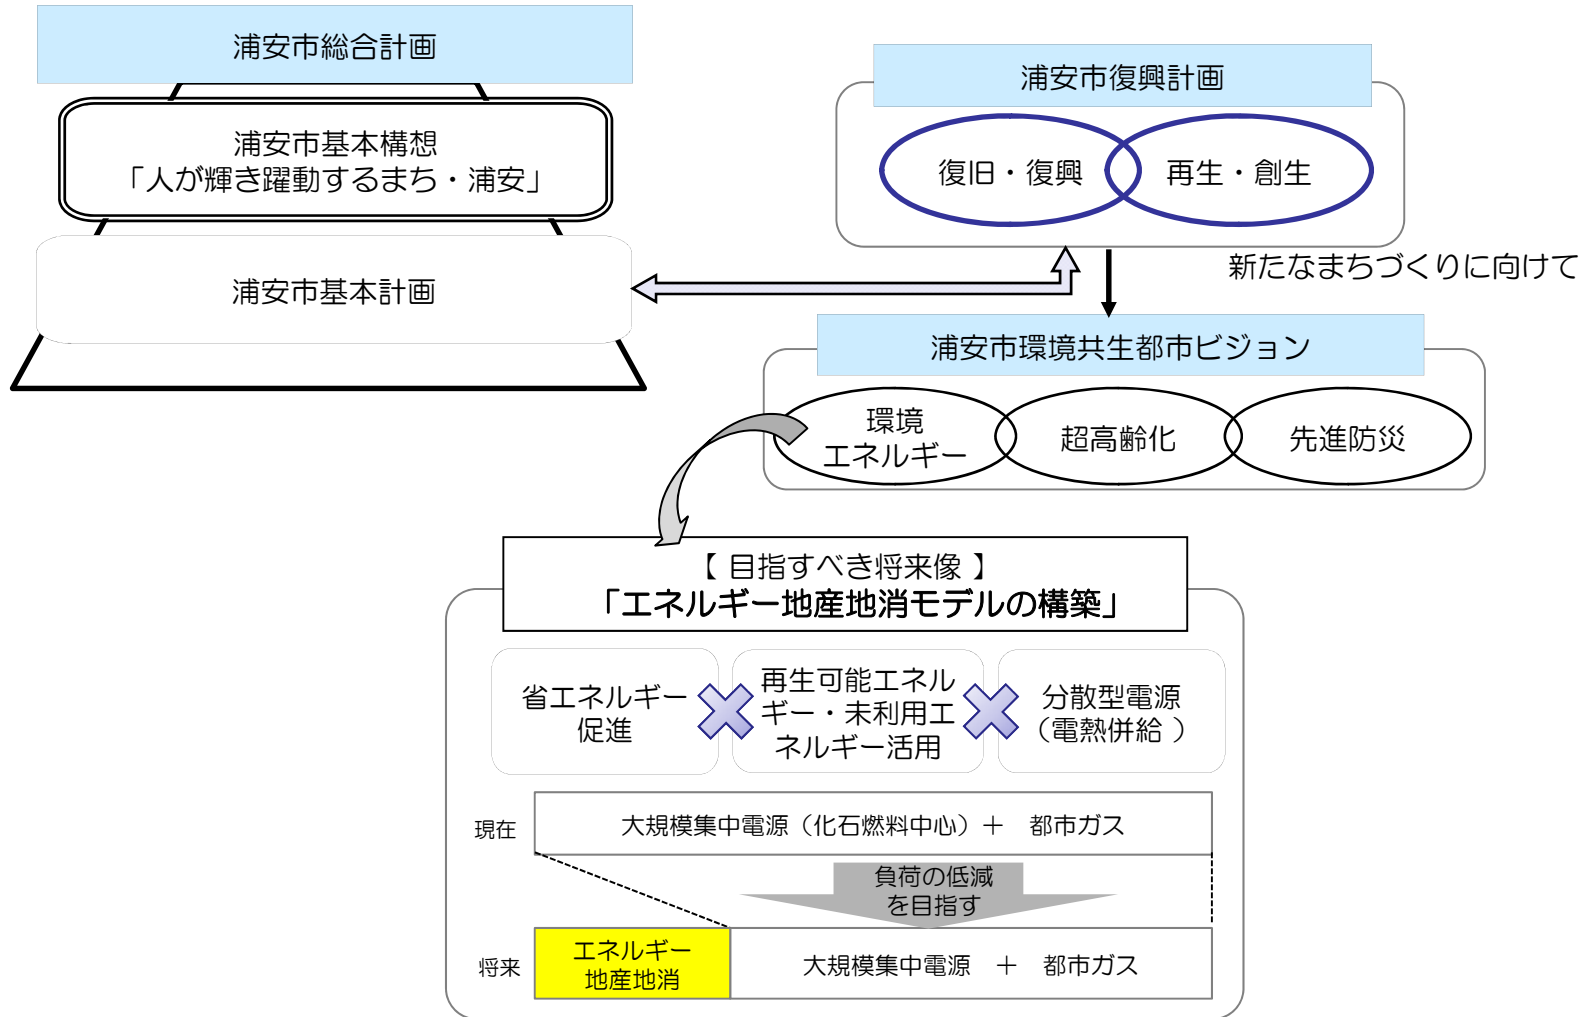 浦安市総合計画
浦安市基本構想
「人が輝き躍動するまち・浦安」
浦安市基本計画
浦安市復興計画
復旧・復興
再生・創生
新たなまちづくりに向けて
浦安市環境共生都市ビジョン
環境
エネルギー
超高齢化
先進防災
【 目指すべき将来像 】
「エネルギー地産地消モデルの構築」
省エネルギー
促進
再生可能エネル
ギー・未利用エ
ネルギー活用
分散型電源
（電熱併給 ）
現在
大規模集中電源（化石燃料中心）＋　都市ガス
負荷の低減
を目指す
将来
エネルギー
地産地消
大規模集中電源　＋　都市ガス